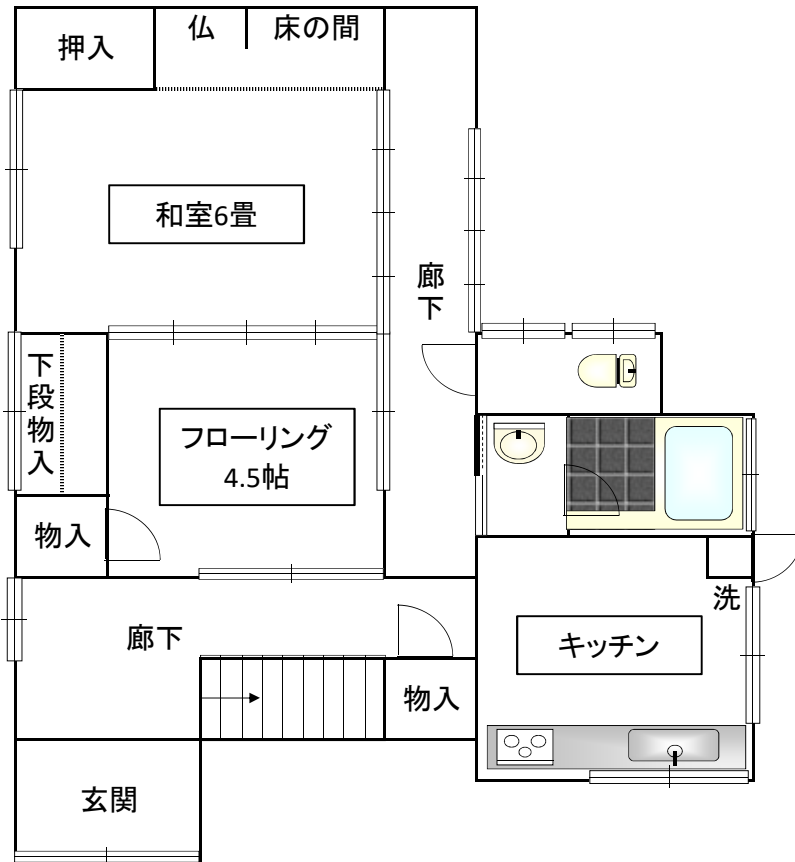 押入
仏
床の間
和室6畳
廊下
下段物入
フローリング
4.5帖
物入
洗
廊下
キッチン
物入
玄関